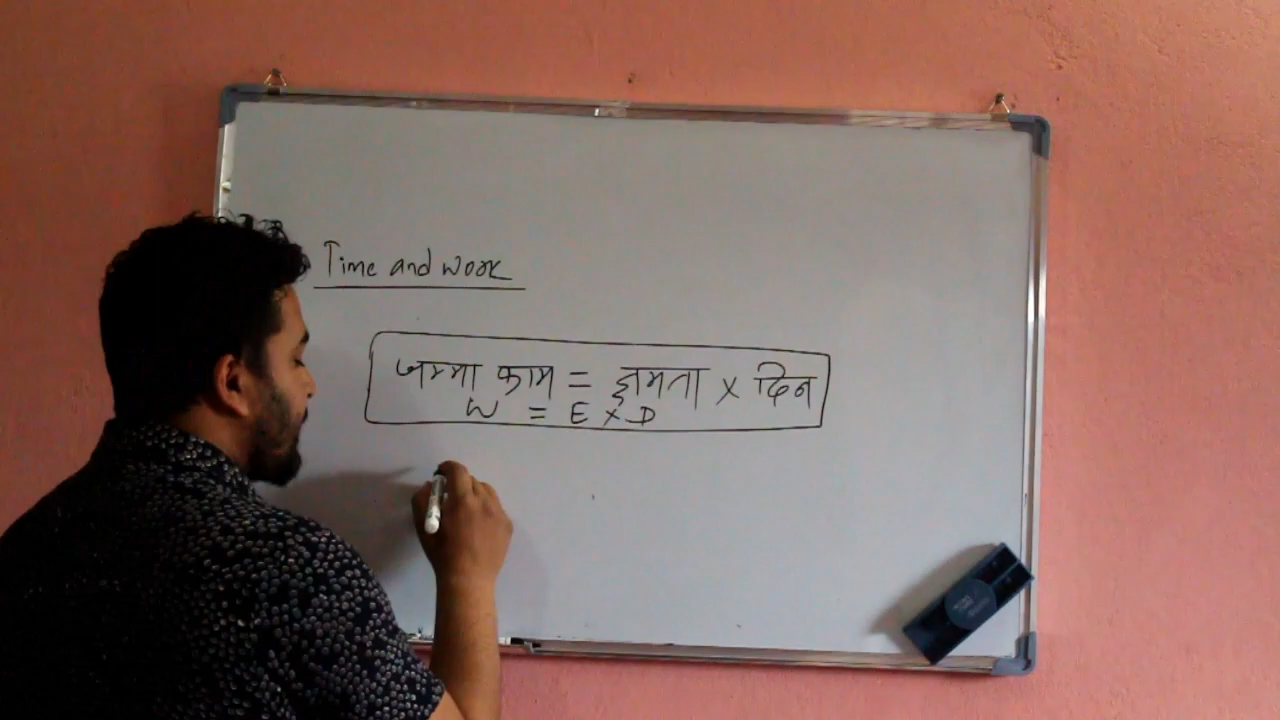 Time and work
जम्मा काम = क्षमता × दिन
W = E × D